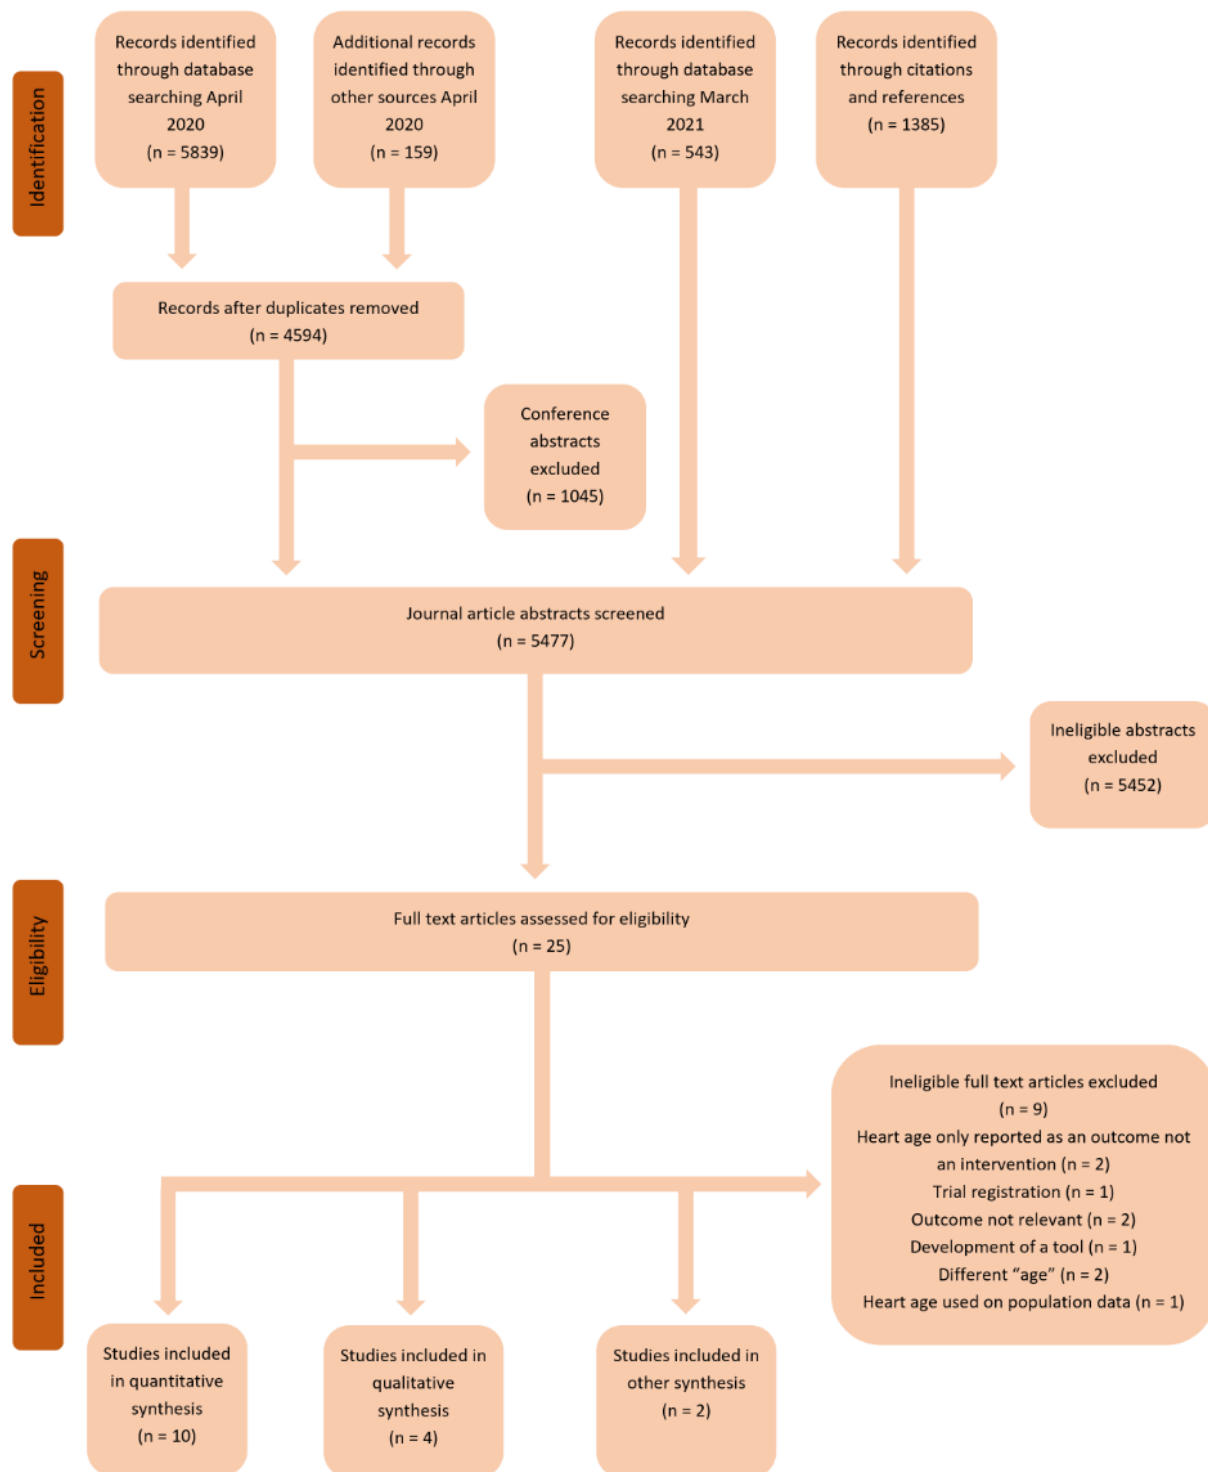 Identification
Records identified
through database
searching April
2020
(n = 5839)
Additional records
identified through
other sources April
2020
(n = 159)
Records identified
through database
searching March
2021
(n = 543)
Records identified
through citations
and references
(n = 1385)
Records after duplicates removed
(n = 4594)
Conference
abstracts
excluded
(n = 1045)
Screening
Journal article abstracts screened
(n = 5477)
Ineligible abstracts
excluded
(n = 5452)
Eligibility
Full text articles assessed for eligibility
(n = 25)
Ineligible full text articles excluded
(n = 9)
Heart age only reported as an outcome not
an intervention (n = 2)
Trial registration (n = 1)
Outcome not relevant (n = 2)
Development of a tool (n = 1)
Different “age” (n = 2)
Heart age used on population data (n = 1)
Included
Studies included
in quantitative
synthesis
(n = 10)
Studies included in
qualitative
synthesis
(n = 4)
Studies included in
other synthesis
(n = 2)